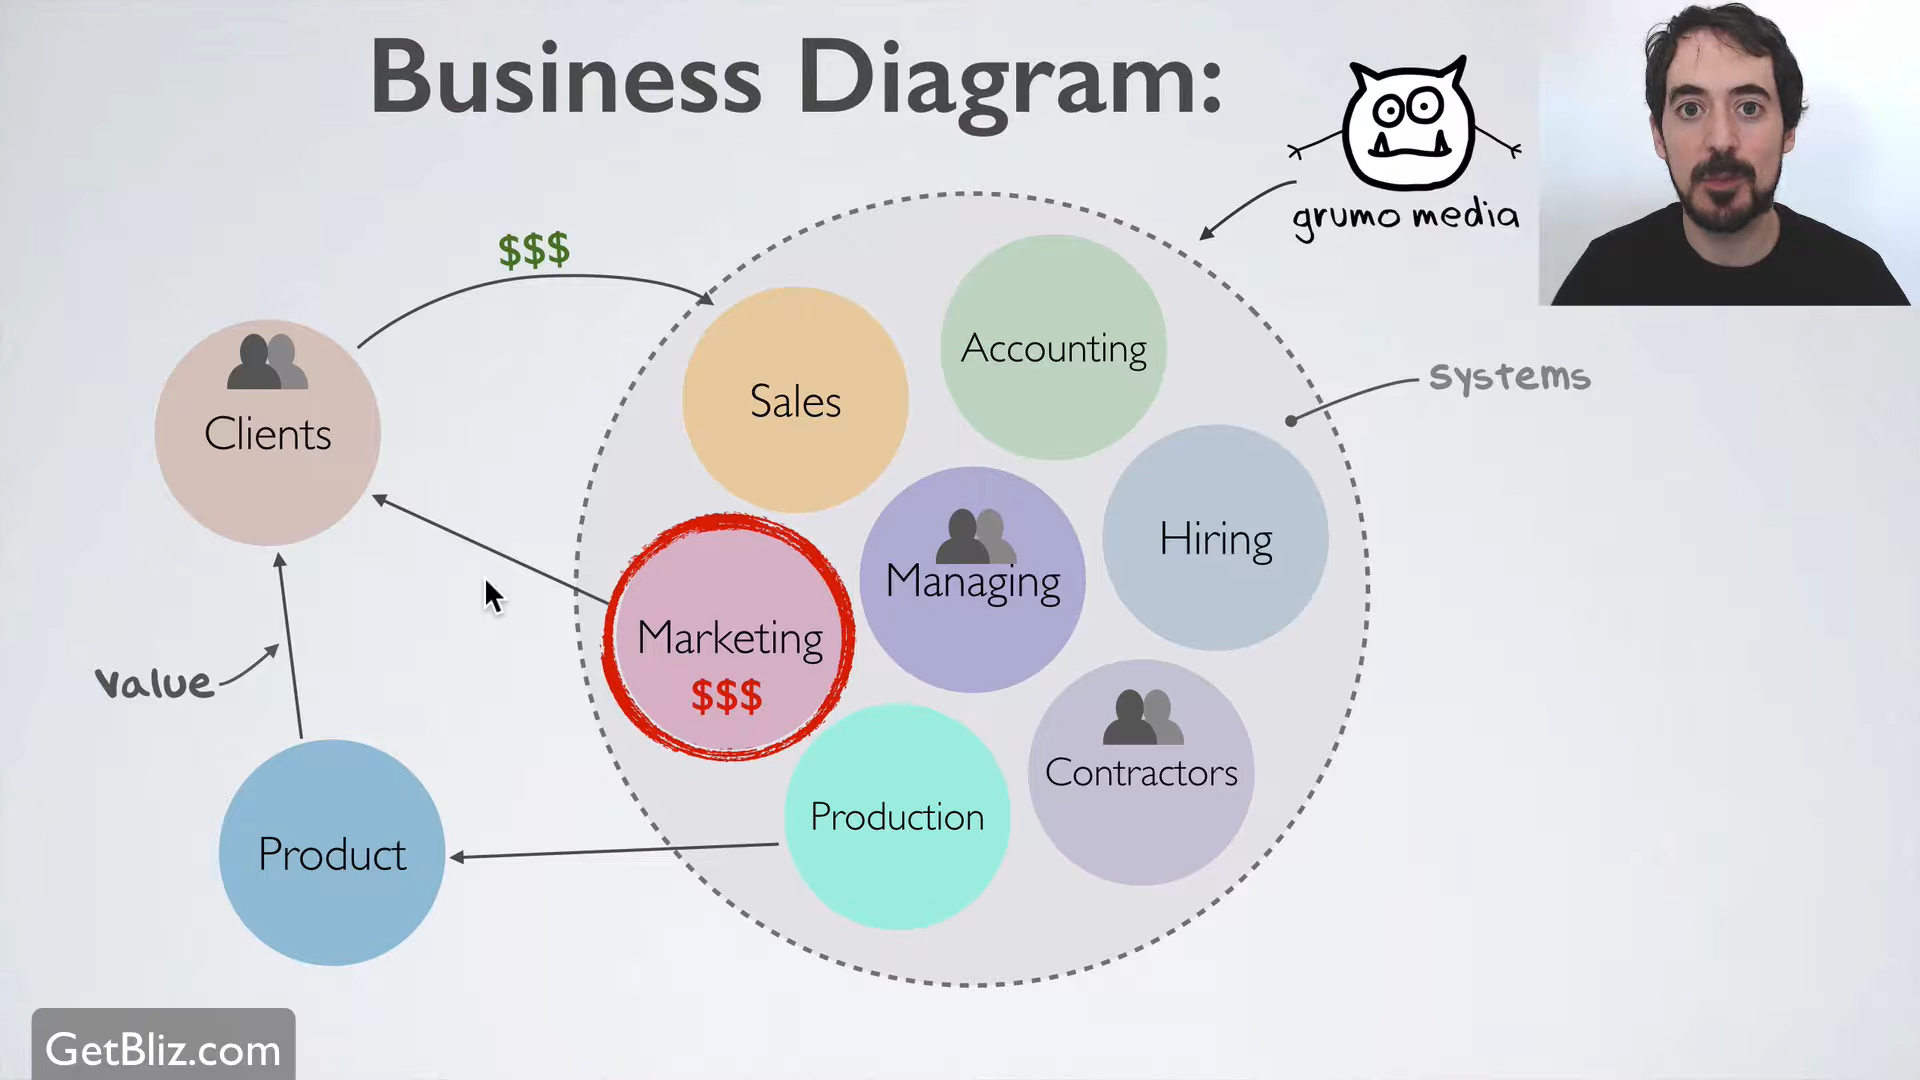 Business Diagram:
grumo media
$$$
Accounting
systems
Sales
Clients
Hiring
Managing
Marketing
$$$
value
Contractors
Production
Product
GetBliz.com